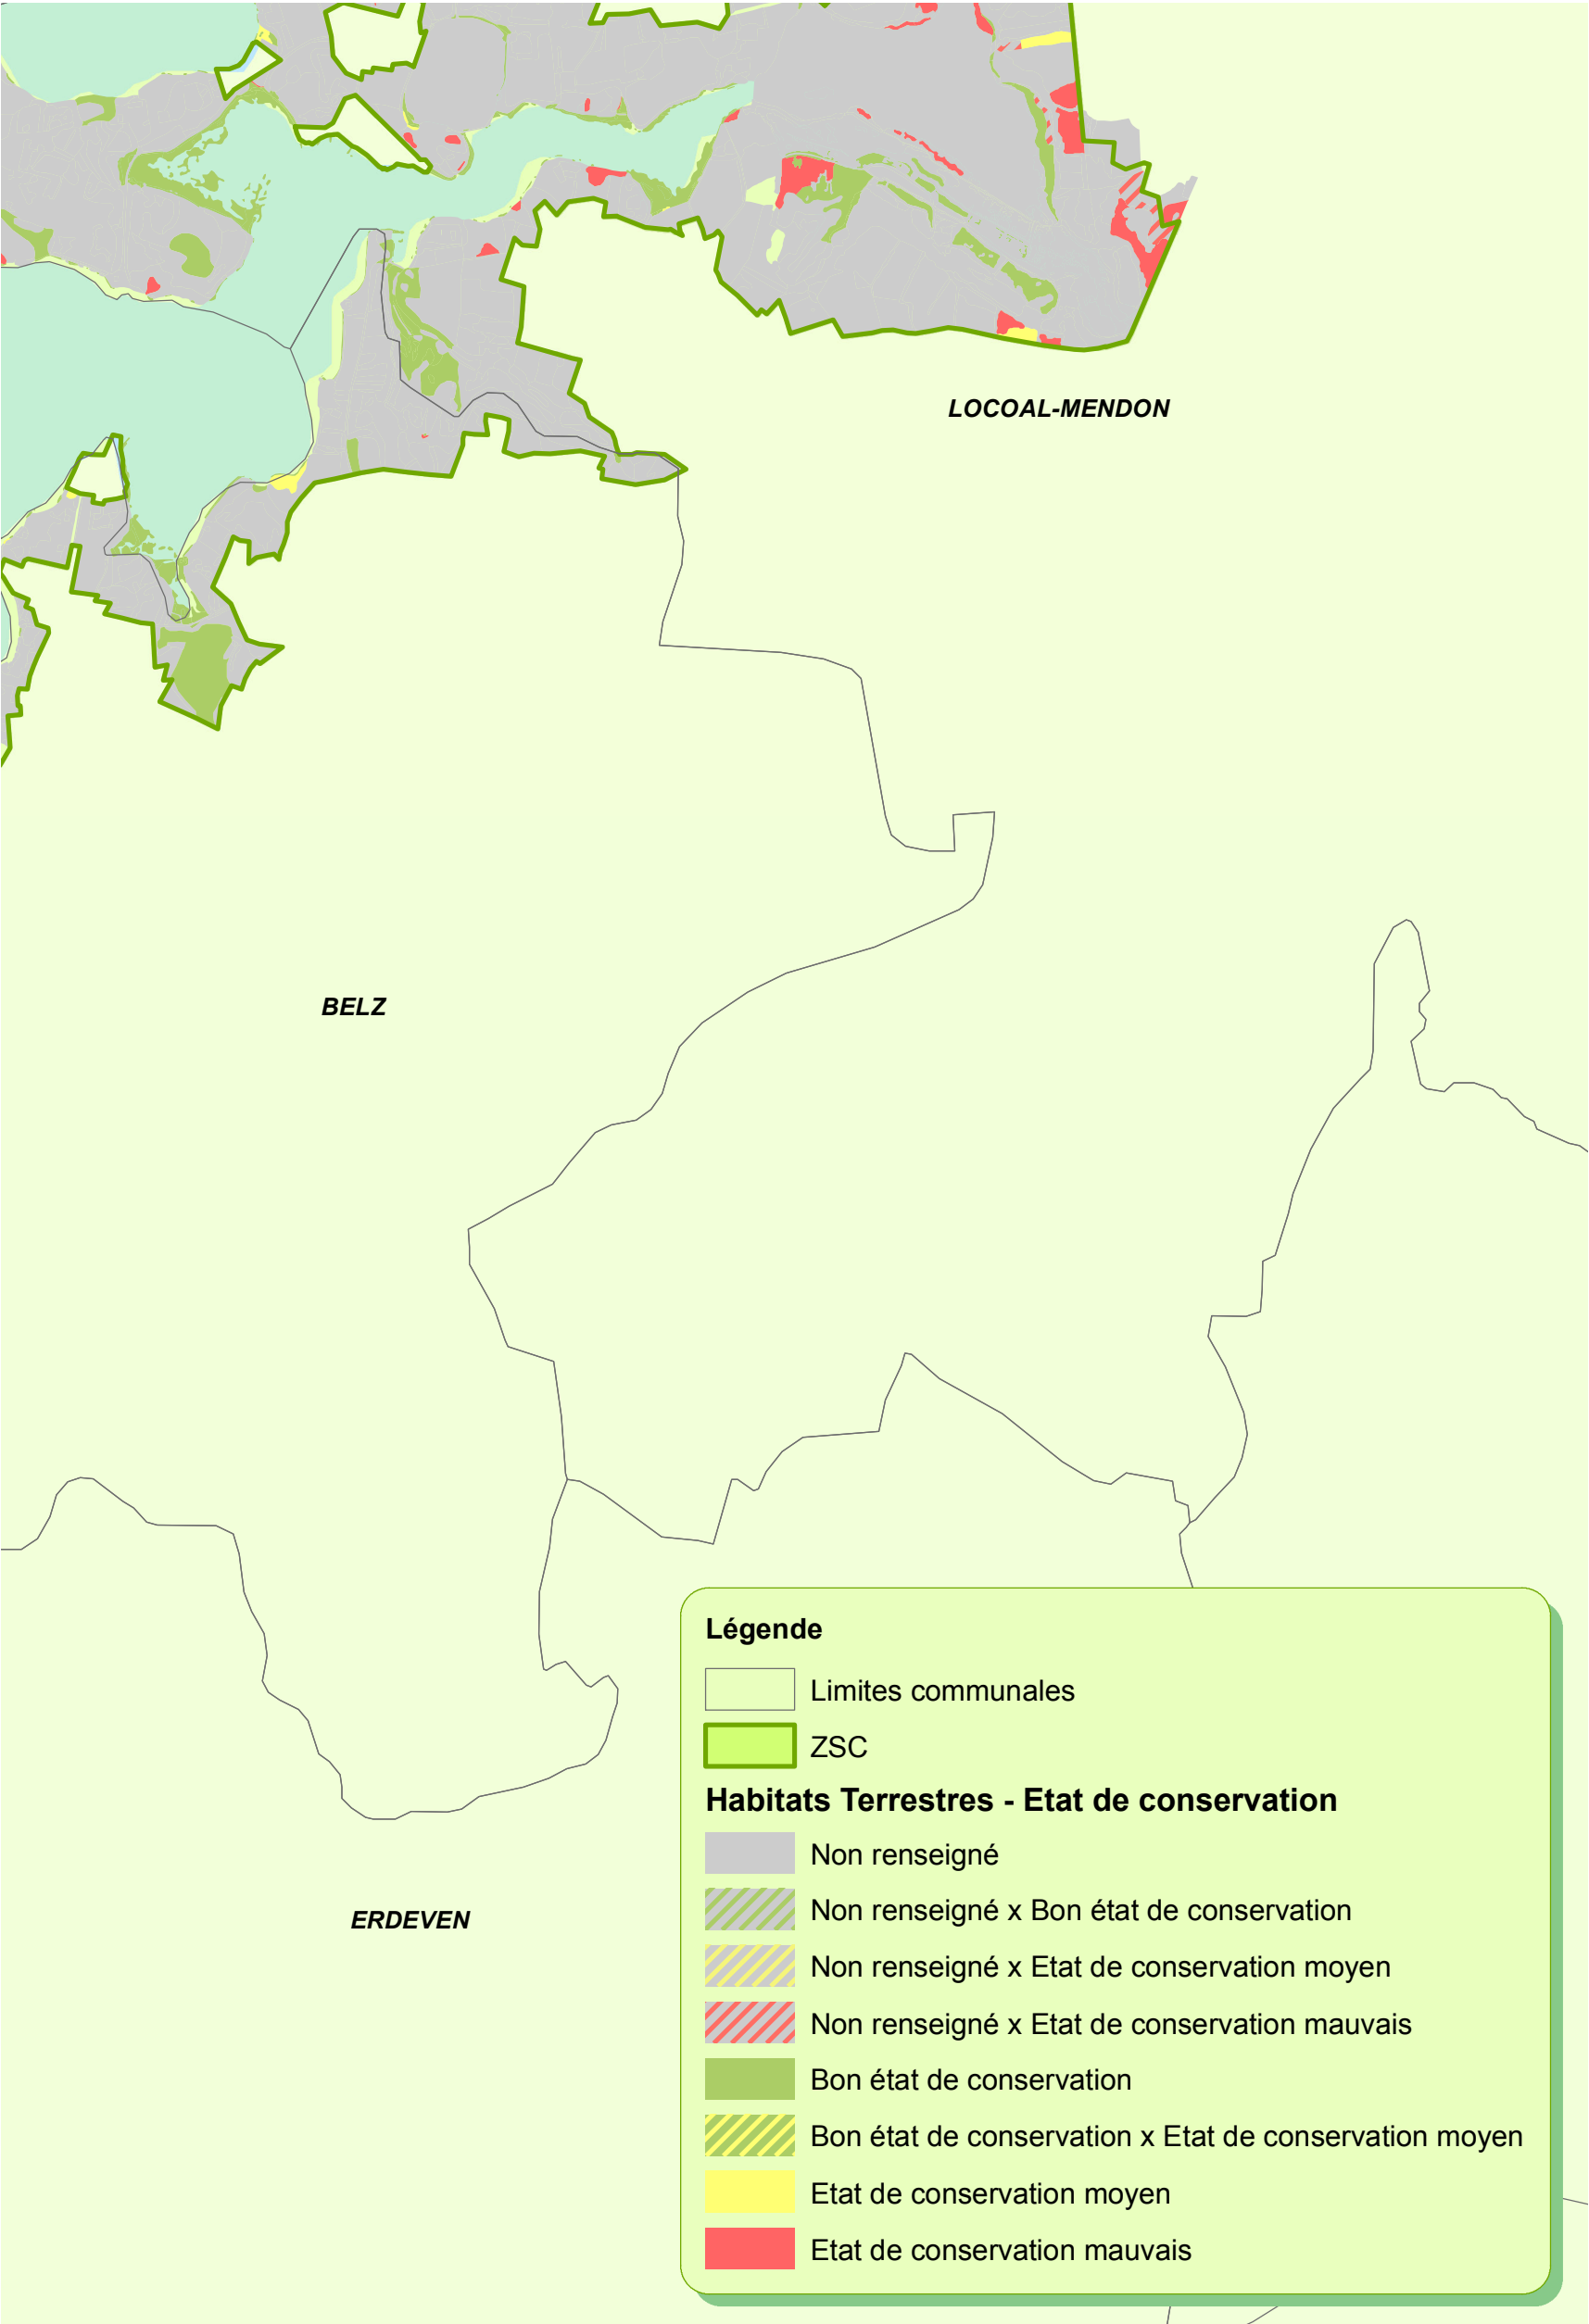 LOCOAL-MENDON
BELZ
ERDEVEN
Légende
Limites communales
ZSC
Habitats Terrestres - Etat de conservation
Non renseigné
Non renseigné x Bon état de conservation
Non renseigné x Etat de conservation moyen
Non renseigné x Etat de conservation mauvais
Bon état de conservation
Bon état de conservation x Etat de conservation moyen
Etat de conservation moyen
Etat de conservation mauvais